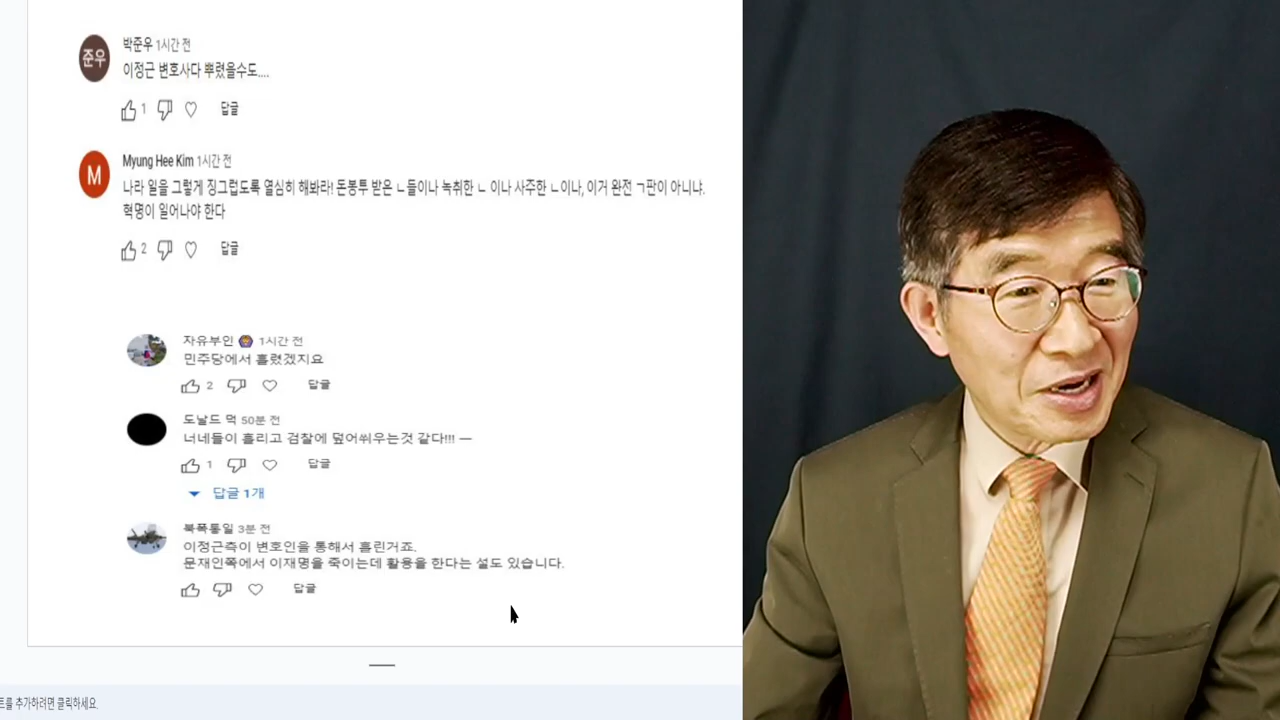 준우
박준우 1시간 전
이정근 변호사다 뿌렸을수도....
1 답글
M
Myung Hee Kim 1시간 전
나라 일을 그렇게 징그럽도록 열심히 해봐라! 돈봉투 받은 ㄴ들이나 녹취한 ㄴ 이나 사주한 ㄴ이나, 이거 완전 ㄱ판이 아니냐.
혁명이 일어나야 한다
2 답글
자유부인 1시간 전
민주당에서 흘렸겠지요
2 답글
도날드 먹 50분 전
너네들이 흘리고 검찰에 덮어쒸우는것 같다!!! ㅡ
1 답글
답글 1개
북폭통일 3분 전
이정근측이 변호인을 통해서 흘린거죠.
문재인쪽에서 이재명을 죽이는데 활용을 한다는 설도 있습니다.
답글
트를 추가하려면 클릭하세요.